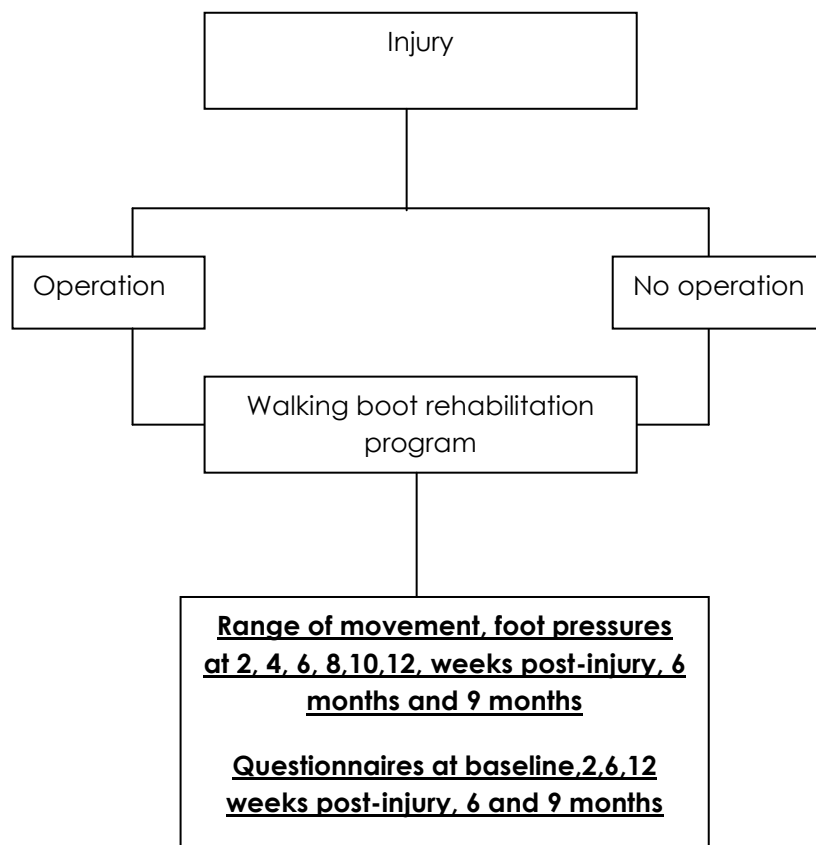 Injury
Operation
No operation
Walking boot rehabilitation
program
Range of movement, foot pressures
at 2, 4, 6, 8,10,12, weeks post-injury, 6
months and 9 months
Questionnaires at baseline,2,6,12
weeks post-injury, 6 and 9 months